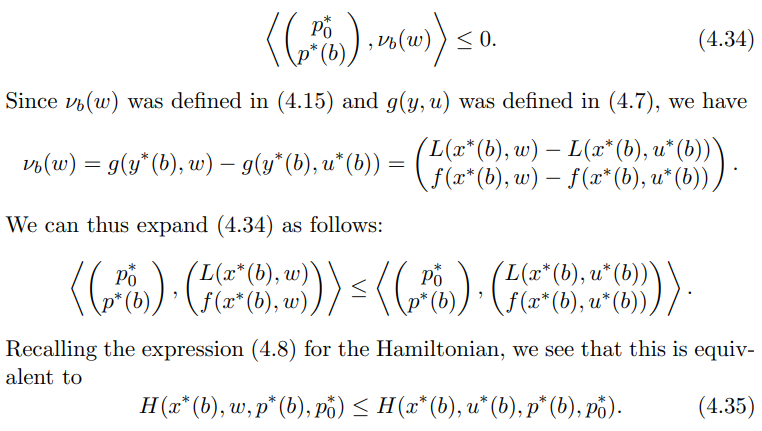 ⟨(p₀* p*(b)), ν_b(w)⟩ ≤ 0. (4.34)
Since ν_b(w) was defined in (4.15) and g(y, u) was defined in (4.7), we have
ν_b(w) = g(y*(b), w) − g(y*(b), u*(b)) = (L(x*(b), w) − L(x*(b), u*(b)) f(x*(b), w) − f(x*(b), u*(b))).
We can thus expand (4.34) as follows:
⟨(p₀* p*(b)), (L(x*(b), w) f(x*(b), w))⟩ ≤ ⟨(p₀* p*(b)), (L(x*(b), u*(b)) f(x*(b), u*(b)))⟩.
Recalling the expression (4.8) for the Hamiltonian, we see that this is equiv-
alent to
H(x*(b), w, p*(b), p₀*) ≤ H(x*(b), u*(b), p*(b), p₀*). (4.35)